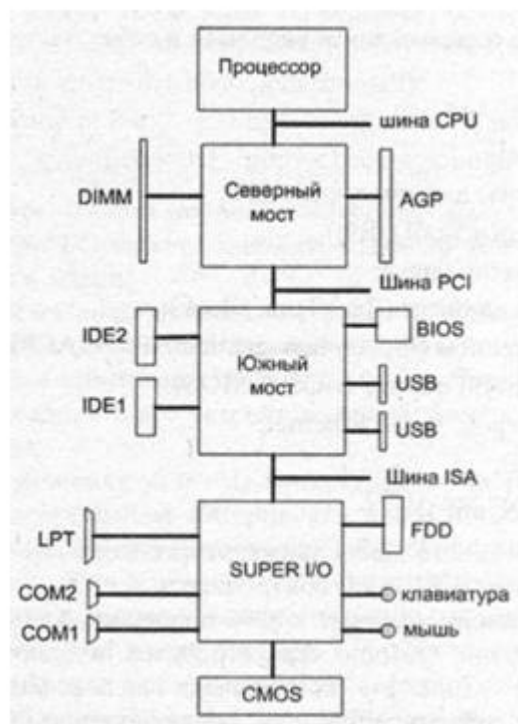 Процессор
шина CPU
DIMM
Северный
мост
AGP
Шина PCI
IDE2
BIOS
Южный
мост
IDE1
USB
USB
Шина ISA
LPT
FDD
SUPER I/O
COM2
клавиатура
COM1
мышь
CMOS